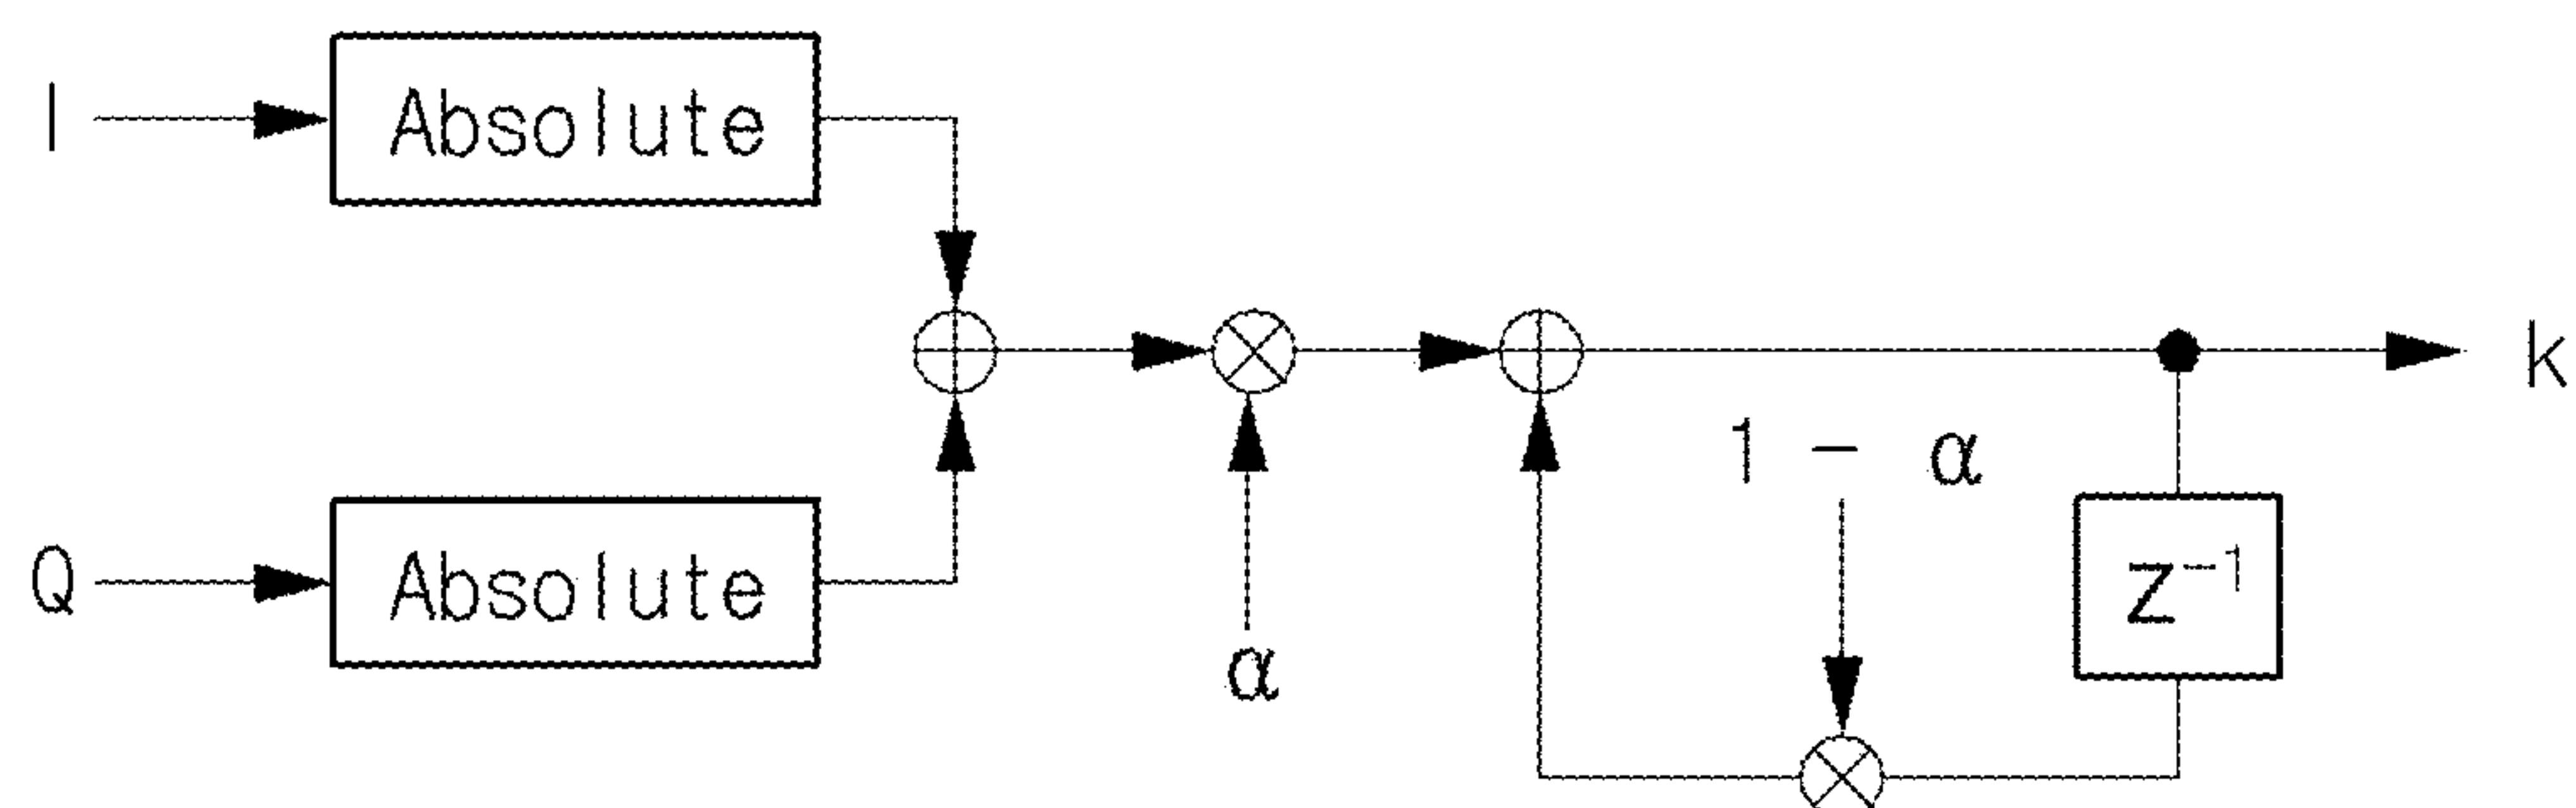 I
Absolute
k
1 - α
Q
Absolute
α
Z⁻¹